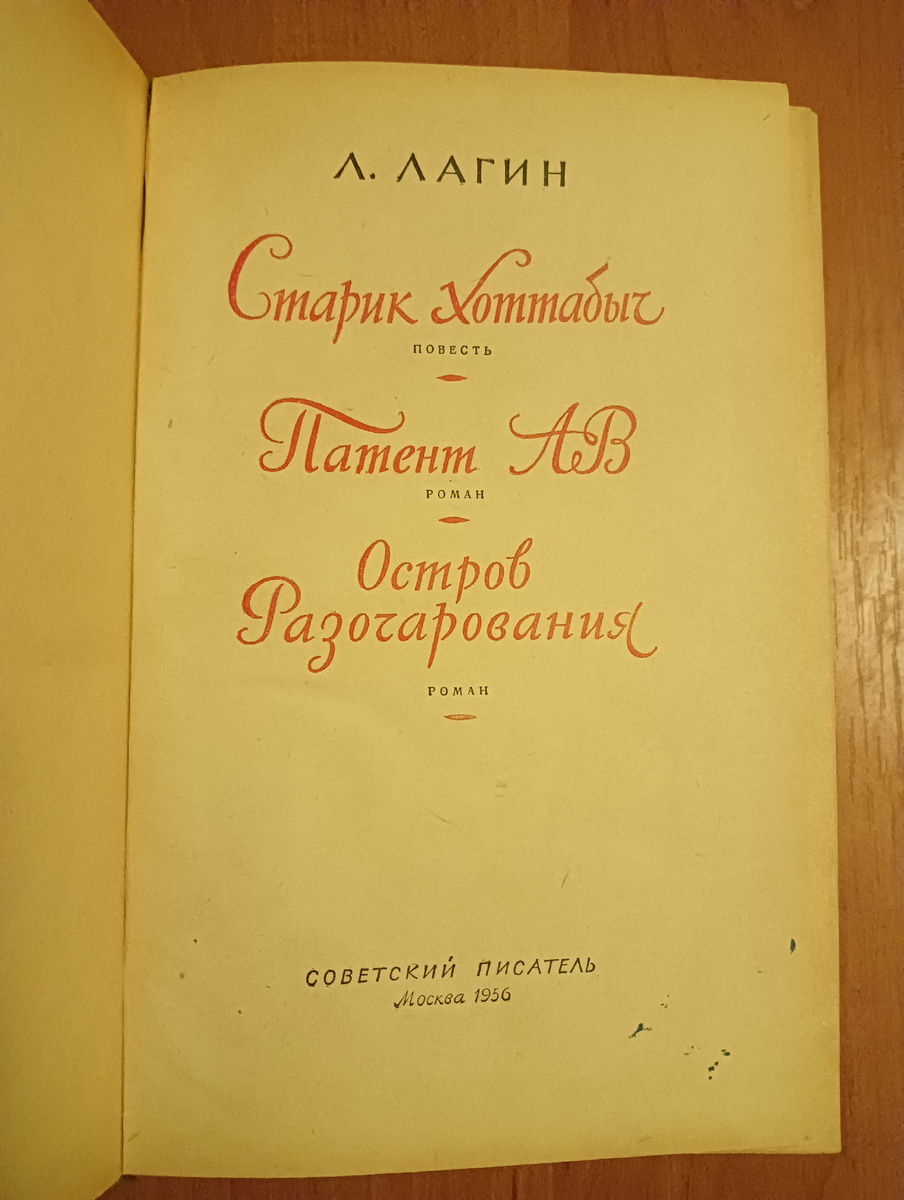 Л. ЛАГИН
Старик Хоттабыч
ПОВЕСТЬ
Патент АВ
РОМАН
Остров
Разочарования
РОМАН
СОВЕТСКИЙ ПИСАТЕЛЬ
Москва 1956